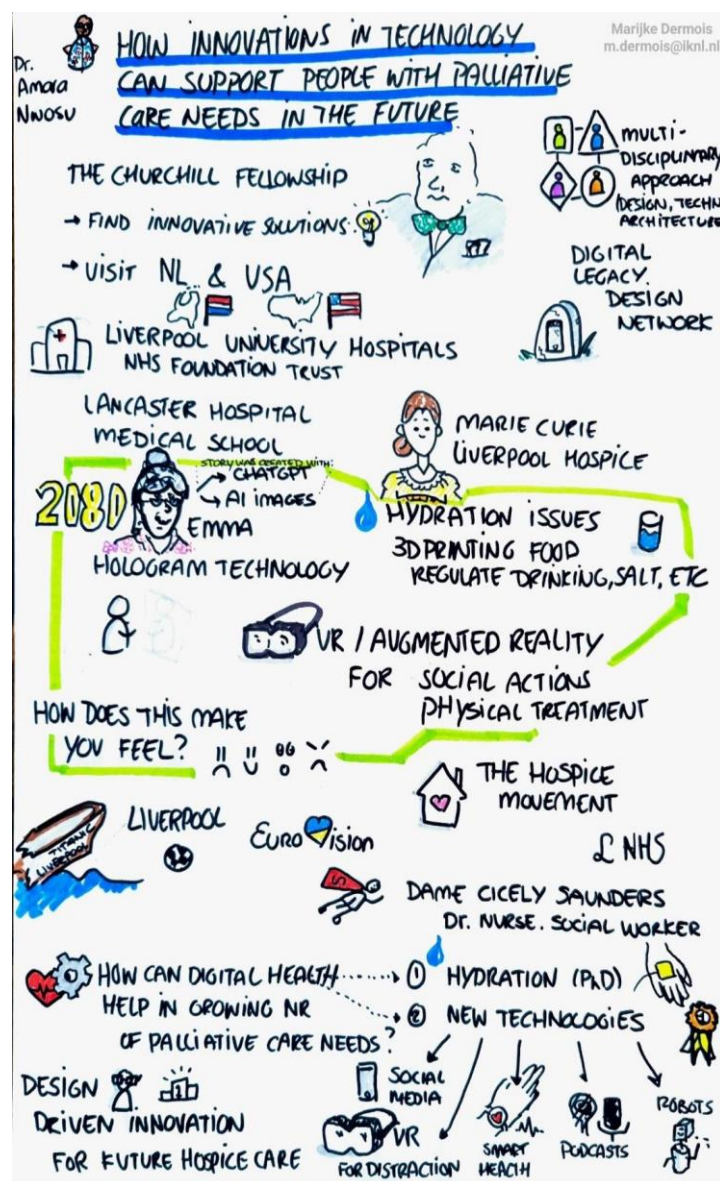 Marijke Dermois
m.dermois@iknl.nl
Dr.
Amara
Nwosu
HOW INNOVATIONS IN TECHNOLOGY
CAN SUPPORT PEOPLE WITH PALLIATIVE
CARE NEEDS IN THE FUTURE
THE CHURCHILL FELLOWSHIP
→ FIND INNOVATIVE SOLUTIONS
→ VISIT NL & USA
MULTI-
DISCIPLINARY
APPROACH
(DESIGN, TECHN
ARCHITECTURE
DIGITAL
LEGACY.
DESIGN
NETWORK
LIVERPOOL UNIVERSITY HOSPITALS
NHS FOUNDATION TRUST
LANCASTER HOSPITAL
MEDICAL SCHOOL
MARIE CURIE
LIVERPOOL HOSPICE
STORY WAS CREATED WITH:
→ CHATGPT
→ AI IMAGES
2080
EMMA
HOLOGRAM TECHNOLOGY
HYDRATION ISSUES
3D PRINTING FOOD
REGULATE DRINKING, SALT, ETC
VR / AUGMENTED REALITY
FOR SOCIAL ACTIONS
PHYSICAL TREATMENT
HOW DOES THIS MAKE
YOU FEEL?
THE HOSPICE
MOVEMENT
TITANIC
LIVERPOOL
LIVERPOOL
EUROVISION
£ NHS
S
DAME CICELY SAUNDERS
Dr. NURSE. SOCIAL WORKER
HOW CAN DIGITAL HEALTH
HELP IN GROWING NR
OF PALLIATIVE CARE NEEDS?
1 HYDRATION (PhD)
2 NEW TECHNOLOGIES
SOCIAL
MEDIA
VR
FOR DISTRACTION
SMART
HEALTH
PODCASTS
ROBOTS
DESIGN
DRIVEN INNOVATION
FOR FUTURE HOSPICE CARE